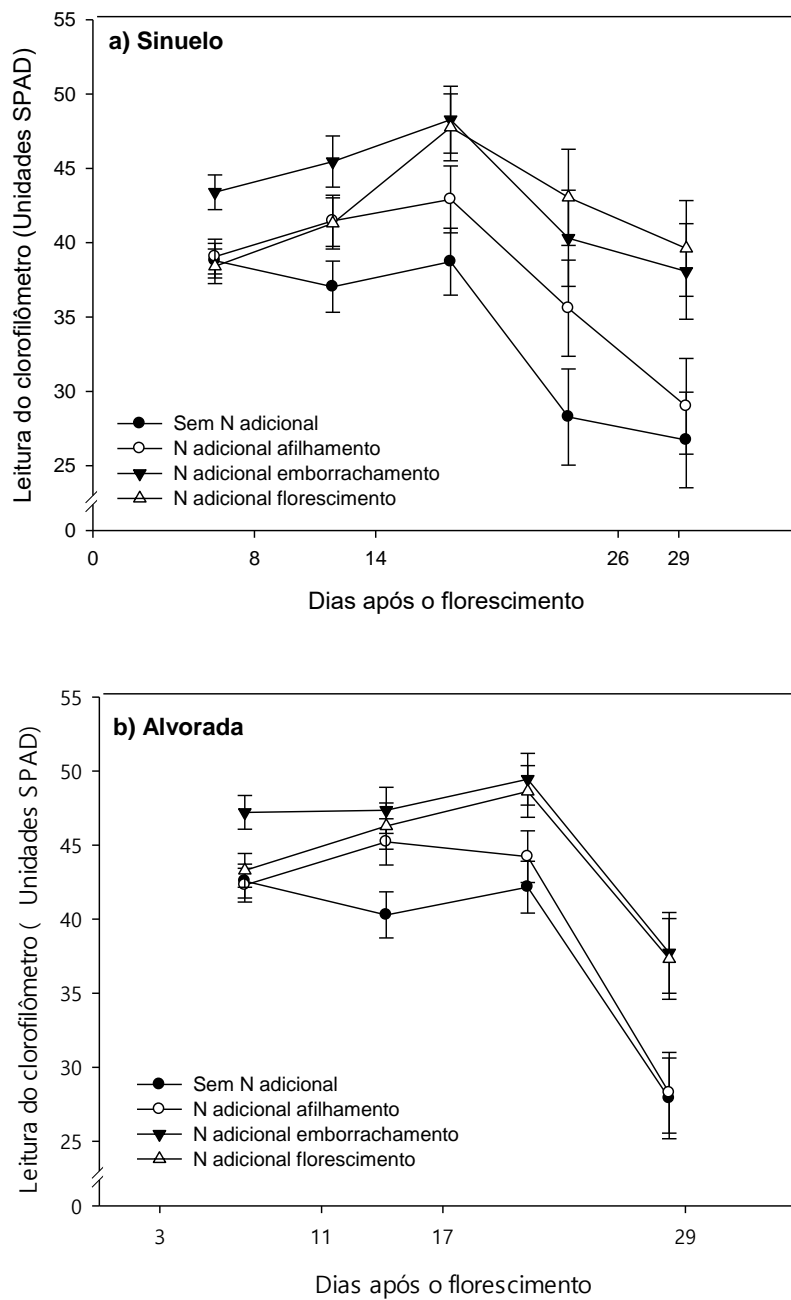 55
a) Sinuelo
50
45
40
35
30
25
0
Leitura do clorofilômetro (Unidades SPAD)
Sem N adicional
N adicional afilhamento
N adicional emborrachamento
N adicional florescimento
0 8 14 26 29
Dias após o florescimento
55
b) Alvorada
50
45
40
35
30
25
0
Leitura do clorofilômetro ( Unidades SPAD)
Sem N adicional
N adicional afilhamento
N adicional emborrachamento
N adicional florescimento
3 11 17 29
Dias após o florescimento